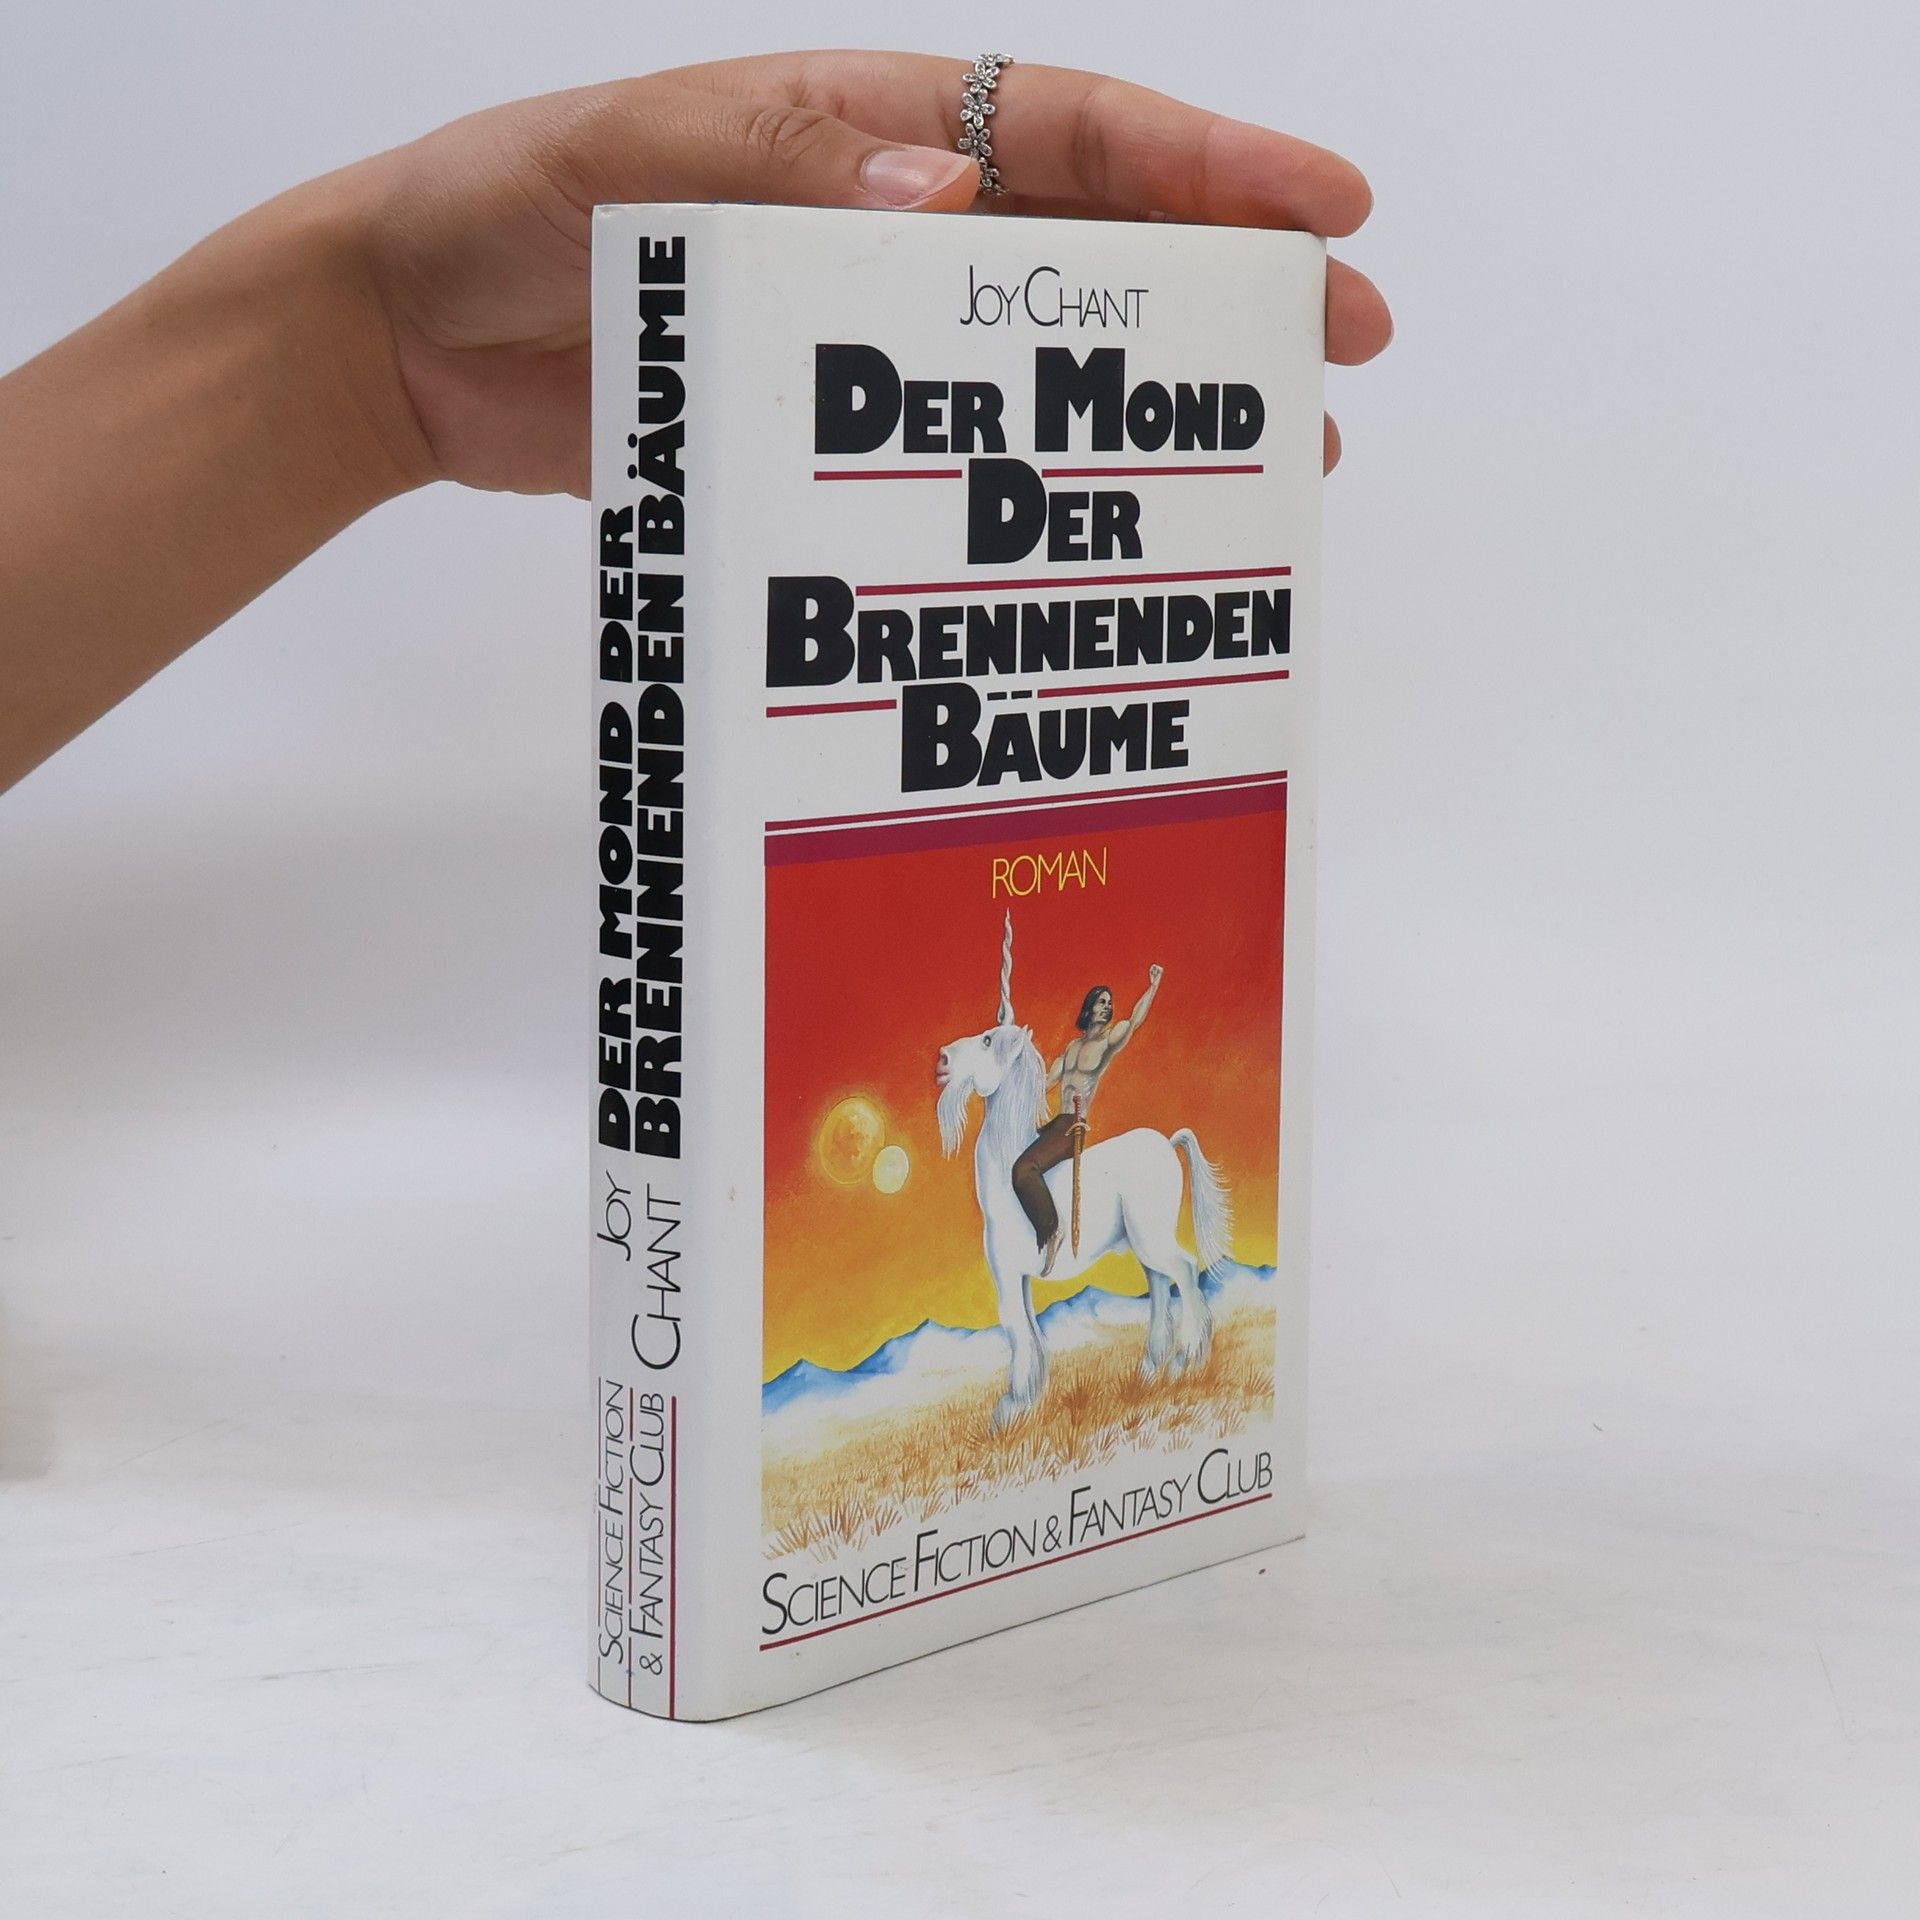 JOY CHANT
DER MOND
DER
BRENNENDEN
BÄUME
ROMAN
SCIENCE FICTION & FANTASY CLUB
DER MOND DER
BRENNENDEN BÄUME
JOY
CHANT
SCIENCE FICTION
& FANTASY CLUB